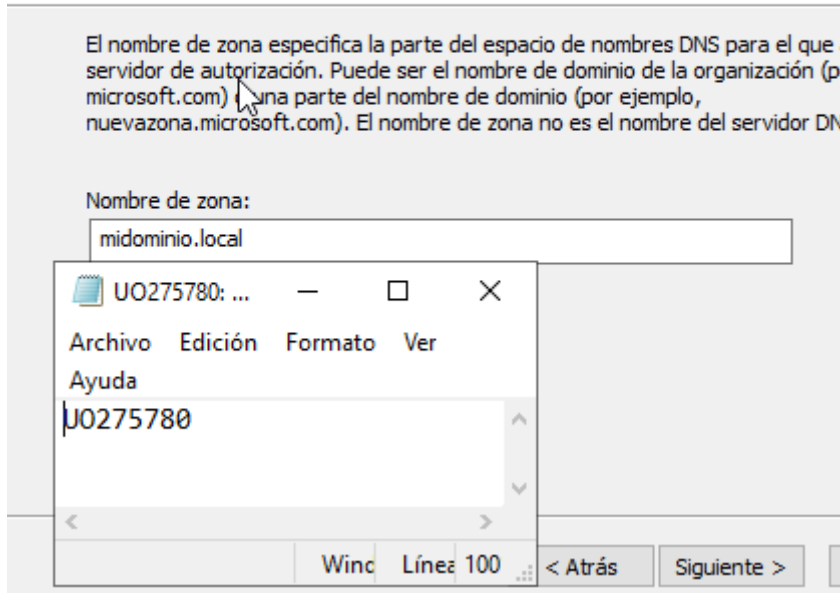 El nombre de zona especifica la parte del espacio de nombres DNS para el que
servidor de autorización. Puede ser el nombre de dominio de la organización (p
microsoft.com) una parte del nombre de dominio (por ejemplo,
nuevazona.microsoft.com). El nombre de zona no es el nombre del servidor DN
Nombre de zona:
midominio.local
UO275780: ...
Archivo Edición Formato Ver
Ayuda
UO275780
Wind Línea 100
< Atrás Siguiente >